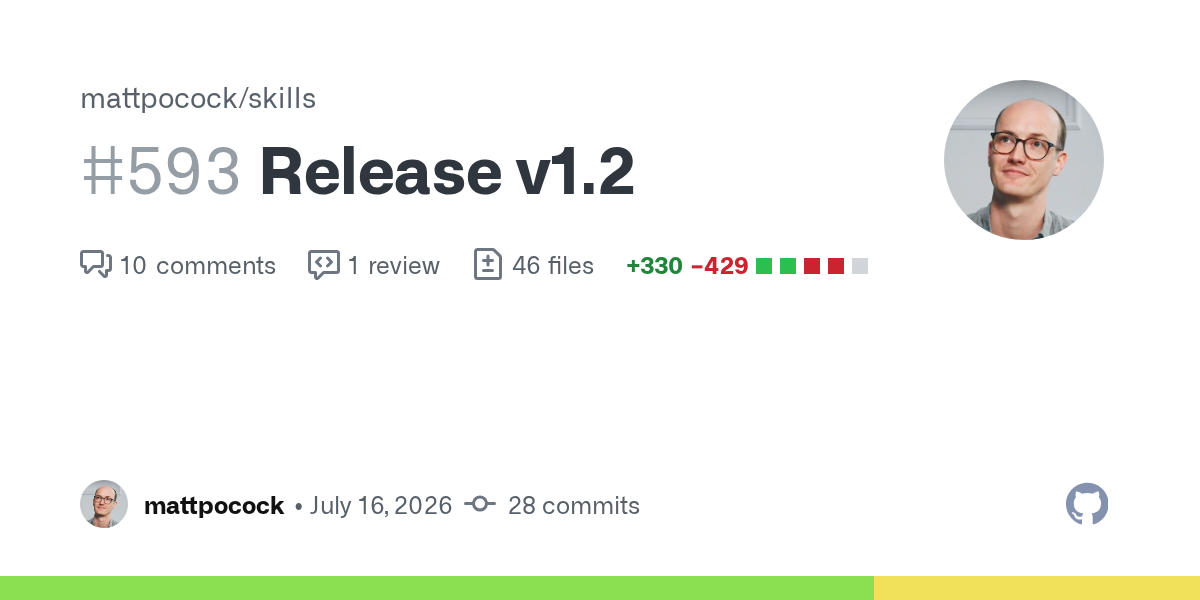 mattpocock/skills
#593 Release v1.2
10 comments 1 review 46 files +330 −429
mattpocock • July 16, 2026 28 commits